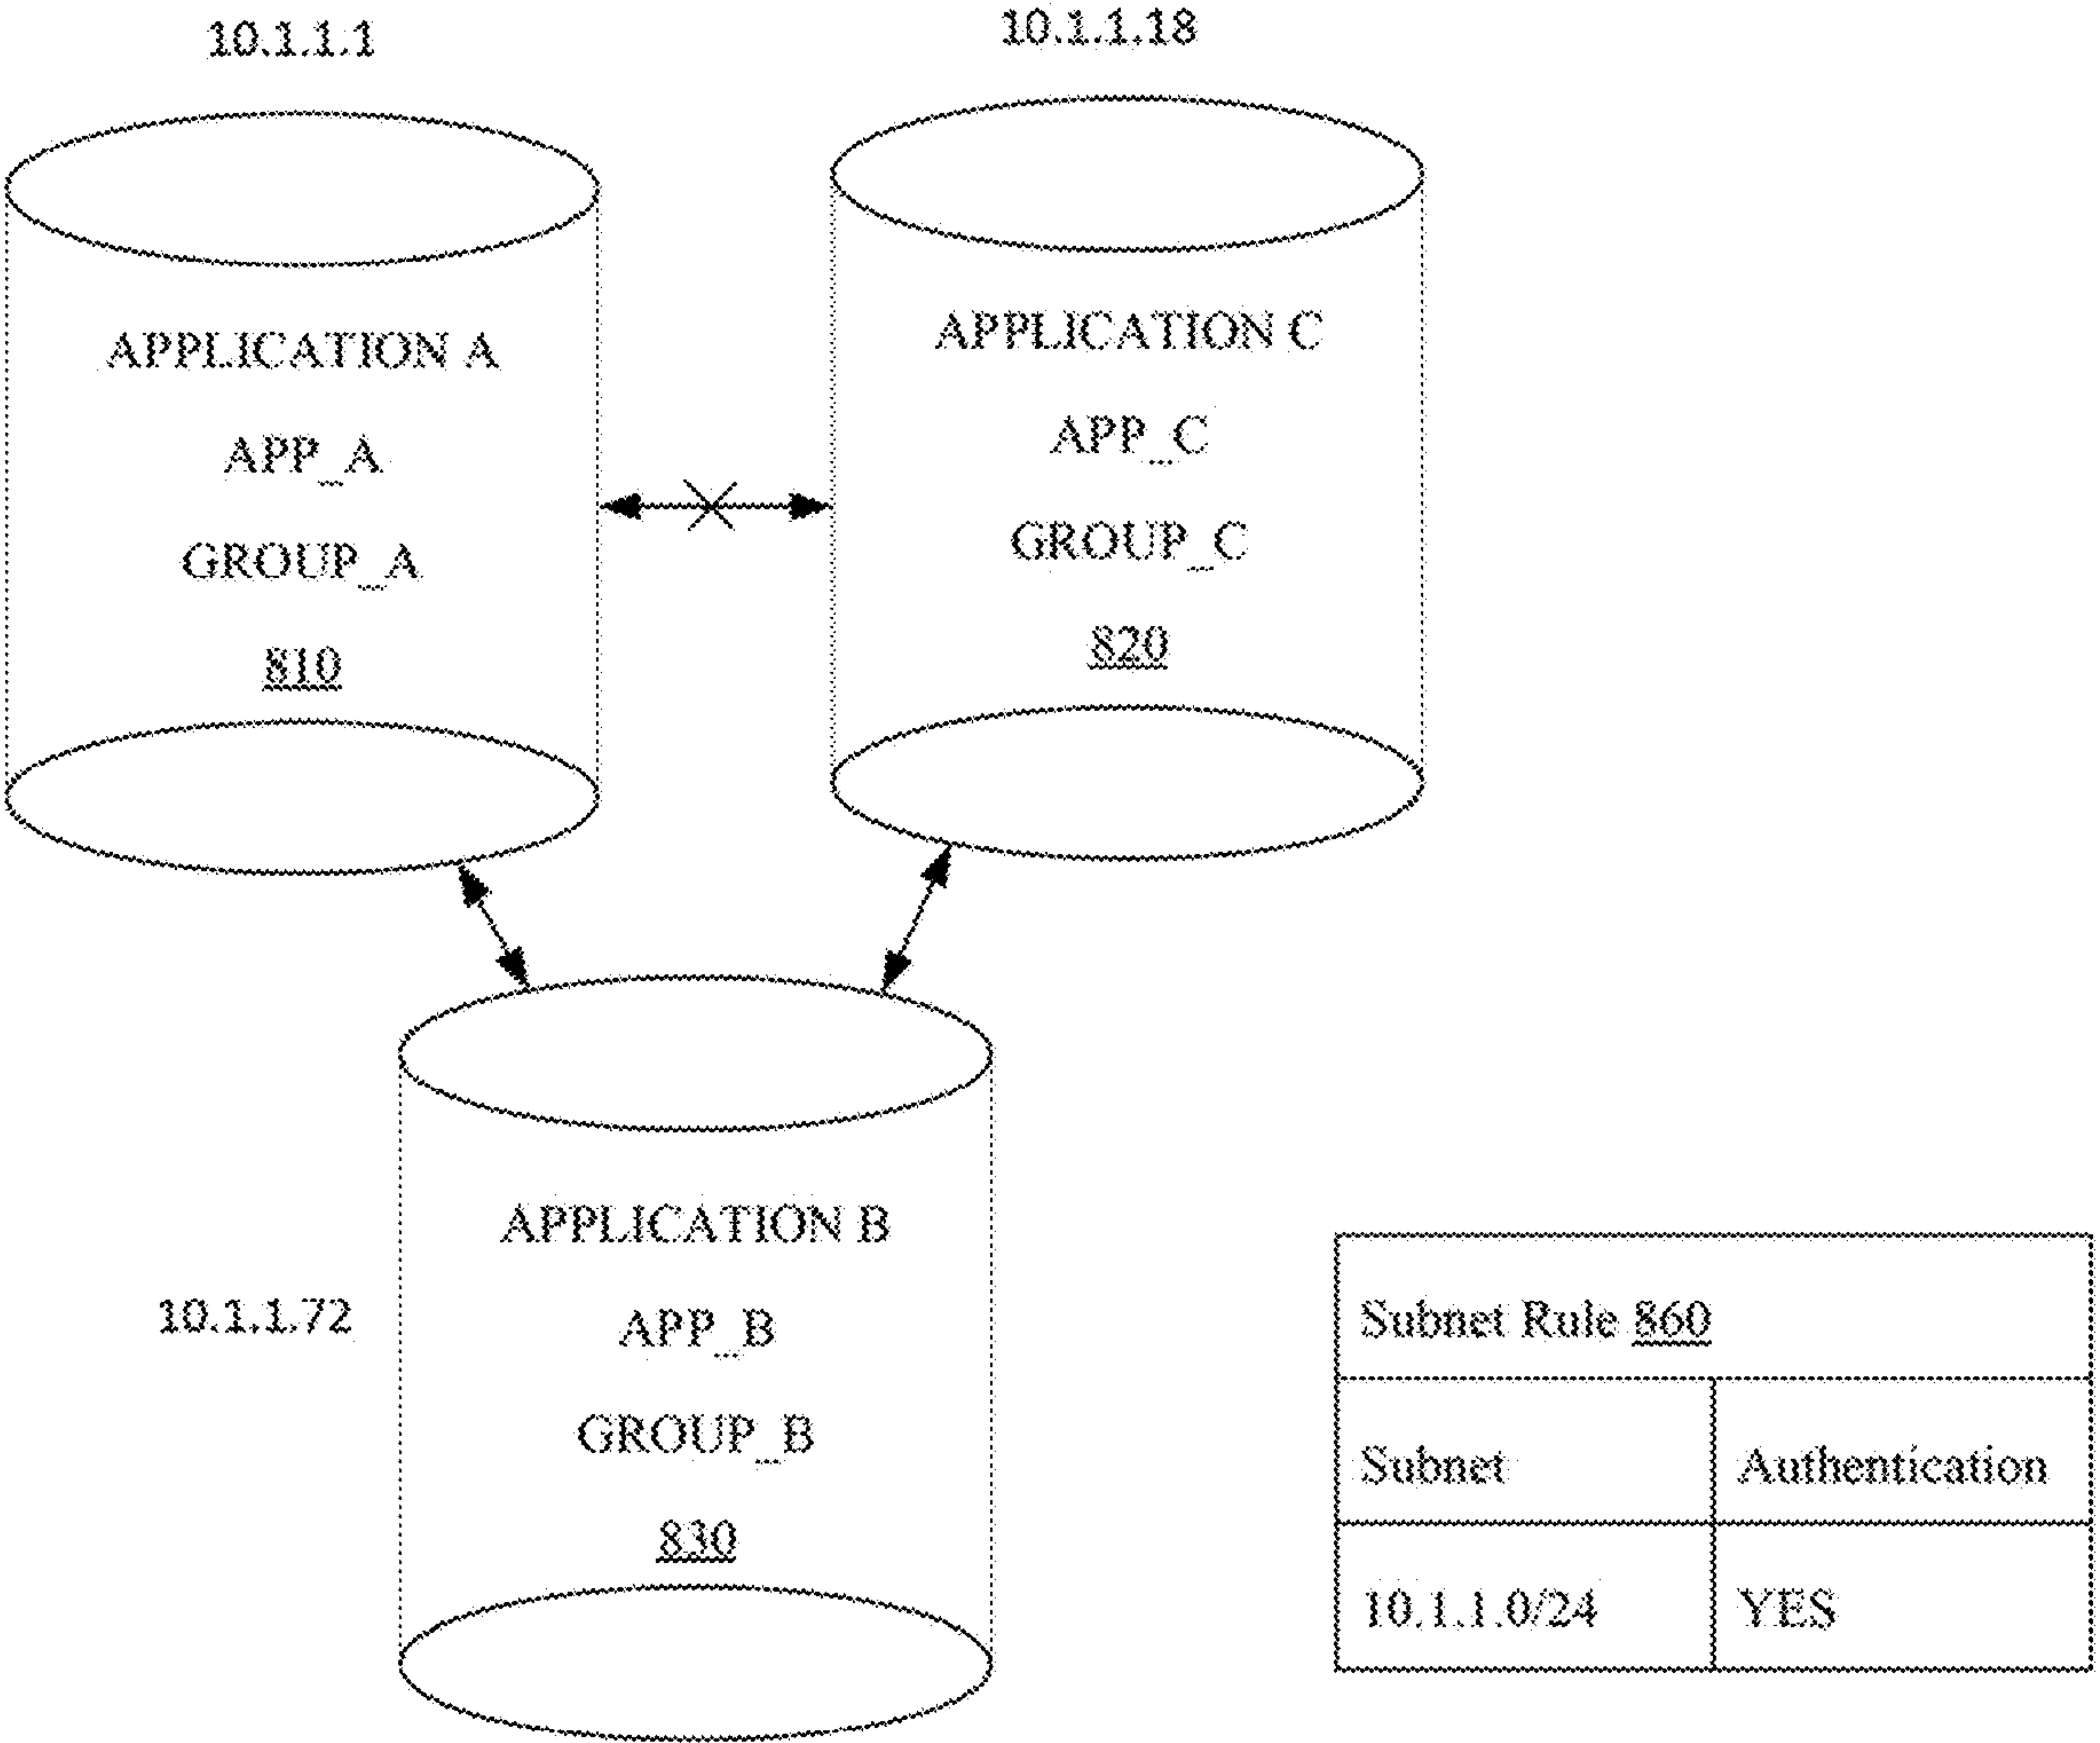 10.1.1.1
10.1.1.18
APPLICATION A
APP_A
GROUP_A
810
APPLICATION C
APP_C
GROUP_C
820
10.1.1.72
APPLICATION B
APP_B
GROUP_B
830
Subnet Rule 860
Subnet Authentication
10.1.1.0/24 YES